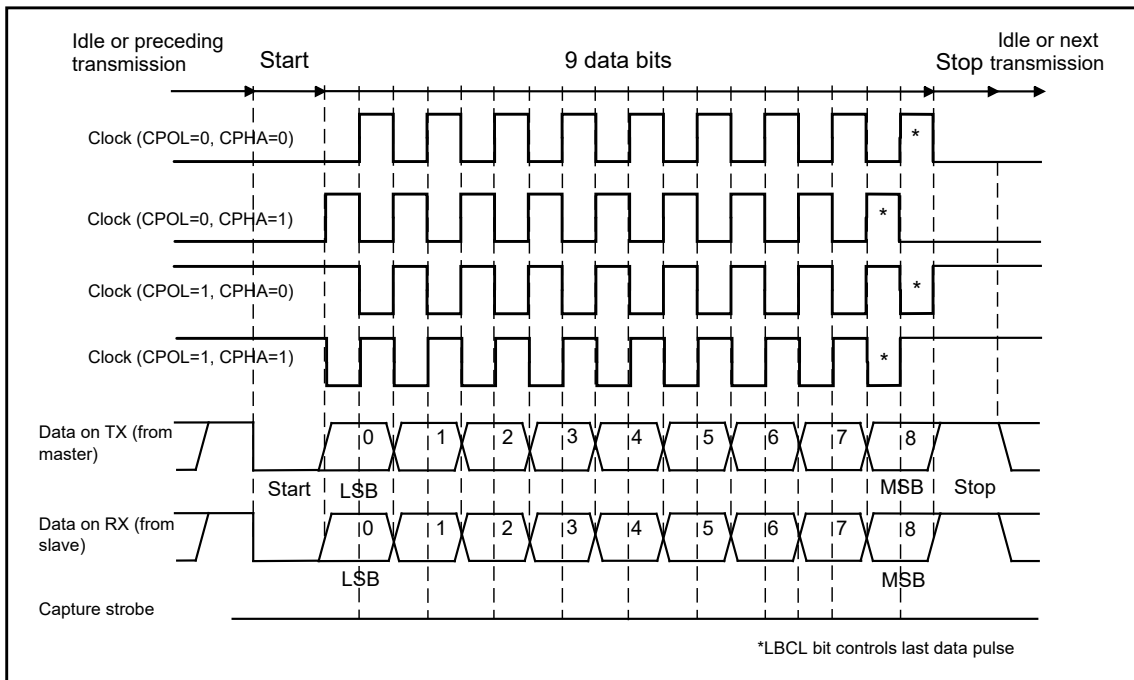 Idle or preceding
transmission
Start
9 data bits
Stop
Idle or next
transmission
Clock (CPOL=0, CPHA=0)
*
Clock (CPOL=0, CPHA=1)
*
Clock (CPOL=1, CPHA=0)
*
Clock (CPOL=1, CPHA=1)
*
Data on TX (from
master)
0 1 2 3 4 5 6 7 8
Start
LSB
MSB
Stop
Data on RX (from
slave)
0 1 2 3 4 5 6 7 8
LSB
MSB
Capture strobe
*LBCL bit controls last data pulse